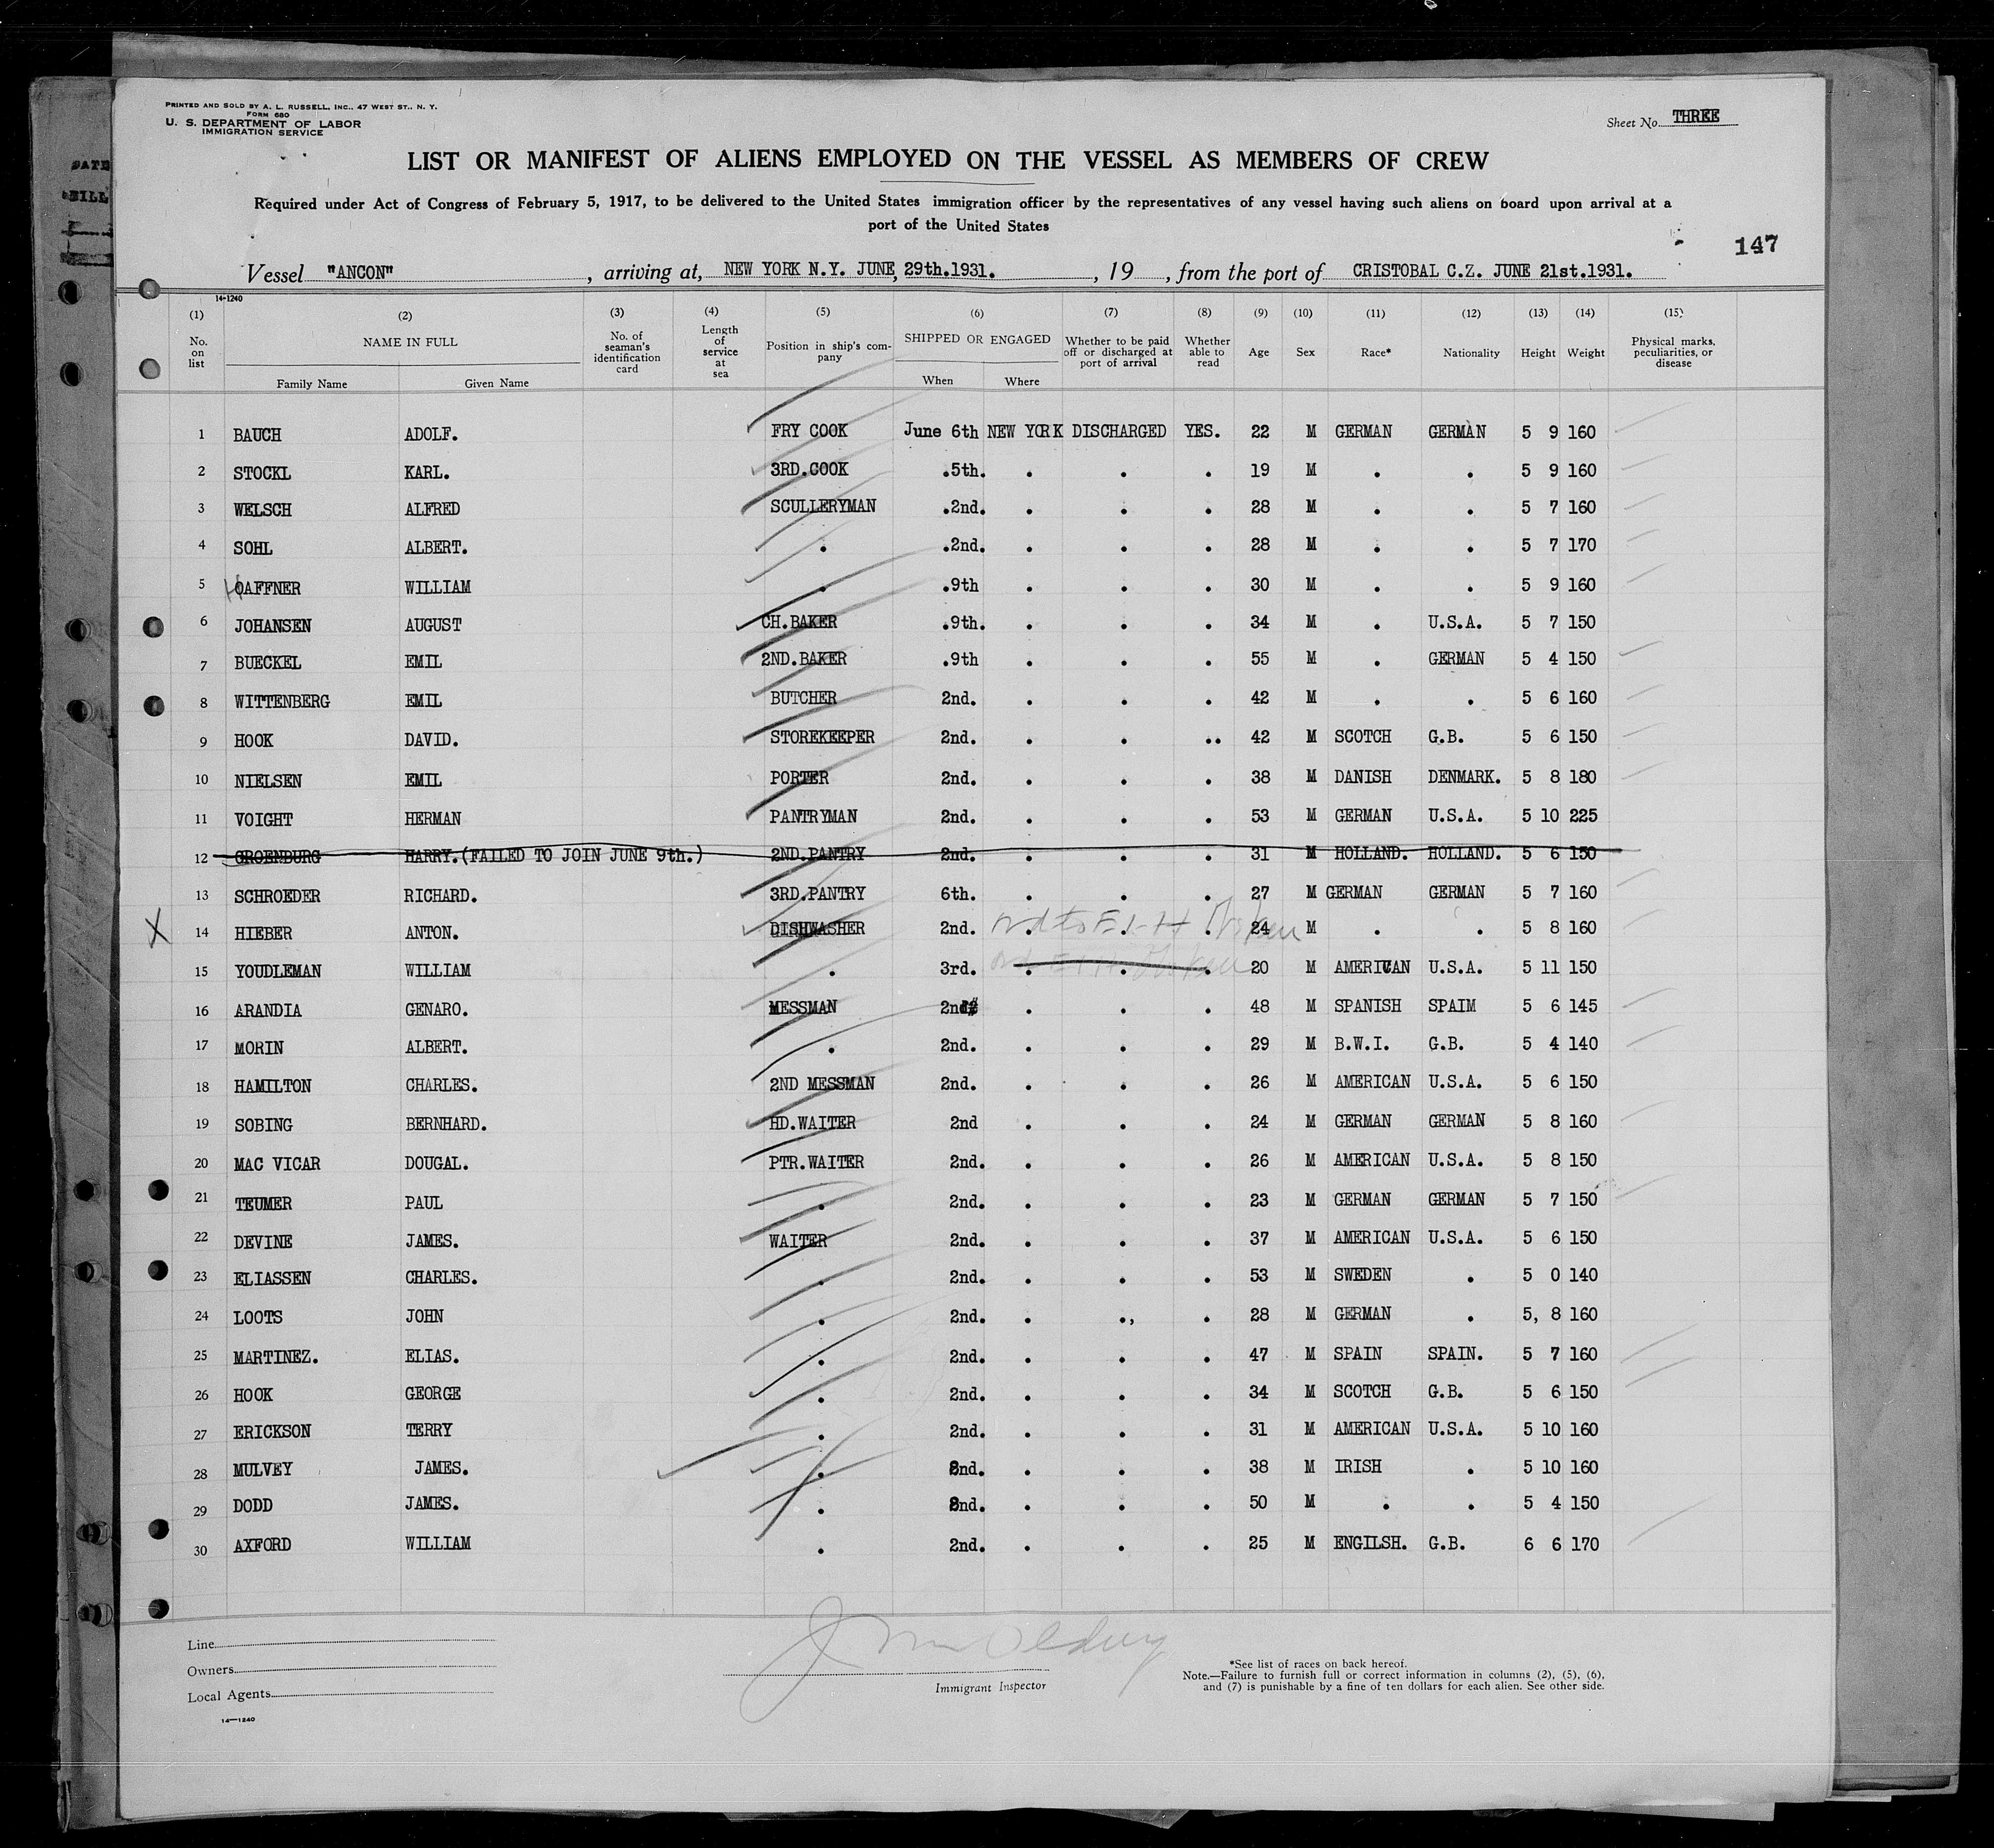 PRINTED AND SOLD BY A. L. RUSSELL, INC., 47 WEST ST., N. Y.
FORM 680
U. S. DEPARTMENT OF LABOR
IMMIGRATION SERVICE
Sheet No. THREE
LIST OR MANIFEST OF ALIENS EMPLOYED ON THE VESSEL AS MEMBERS OF CREW
Required under Act of Congress of February 5, 1917, to be delivered to the United States immigration officer by the representatives of any vessel having such aliens on board upon arrival at a
port of the United States
147
Vessel "ANCON", arriving at, NEW YORK N.Y. JUNE, 29th.1931., 19, from the port of CRISTOBAL C.Z. JUNE 21st.1931.
14-1240
(1) (2) (3) (4) (5) (6) (7) (8) (9) (10) (11) (12) (13) (14) (15)
No. on list NAME IN FULL Family Name Given Name No. of seaman's identification card Length of service at sea Position in ship's company SHIPPED OR ENGAGED When Where Whether to be paid off or discharged at port of arrival Whether able to read Age Sex Race* Nationality Height Weight Physical marks, peculiarities, or disease
1 BAUCH ADOLF. FRY COOK June 6th NEW YORK DISCHARGED YES. 22 M GERMAN GERMAN 5 9 160
2 STOCKL KARL. 3RD.COOK .5th. . . . 19 M . . 5 9 160
3 WELSCH ALFRED SCULLERYMAN .2nd. . . . 28 M . . 5 7 160
4 SOHL ALBERT. . .2nd. . . . 28 M . . 5 7 170
5 OAFFNER WILLIAM . .9th . . . 30 M . . 5 9 160
6 JOHANSEN AUGUST CH.BAKER .9th. . . . 34 M . U.S.A. 5 7 150
7 BUECKEL EMIL 2ND.BAKER .9th . . . 55 M . GERMAN 5 4 150
8 WITTENBERG EMIL BUTCHER 2nd. . . . 42 M . . 5 6 160
9 HOOK DAVID. STOREKEEPER 2nd. . . .. 42 M SCOTCH G.B. 5 6 150
10 NIELSEN EMIL PORTER 2nd. . . . 38 M DANISH DENMARK. 5 8 180
11 VOIGHT HERMAN PANTRYMAN 2nd. . . . 53 M GERMAN U.S.A. 5 10 225
12 GROENBURG HARRY.(FAILED TO JOIN JUNE 9th.) 2ND.PANTRY 2nd. . . . 31 M HOLLAND. HOLLAND. 5 6 150
13 SCHROEDER RICHARD. 3RD.PANTRY 6th. . . . 27 M GERMAN GERMAN 5 7 160
X 14 HIEBER ANTON. DISHWASHER 2nd. . . . 24 M . . 5 8 160
15 YOUDLEMAN WILLIAM . 3rd. . . . 20 M AMERICAN U.S.A. 5 11 150
16 ARANDIA GENARO. MESSMAN 2nd . . . 48 M SPANISH SPAIM 5 6 145
17 MORIN ALBERT. . 2nd. . . . 29 M B.W.I. G.B. 5 4 140
18 HAMILTON CHARLES. 2ND MESSMAN 2nd. . . . 26 M AMERICAN U.S.A. 5 6 150
19 SOBING BERNHARD. HD.WAITER 2nd . . . 24 M GERMAN GERMAN 5 8 160
20 MAC VICAR DOUGAL. PTR.WAITER 2nd. . . . 26 M AMERICAN U.S.A. 5 8 150
21 TEUMER PAUL . 2nd. . . . 23 M GERMAN GERMAN 5 7 150
22 DEVINE JAMES. WAITER 2nd. . . . 37 M AMERICAN U.S.A. 5 6 150
23 ELIASSEN CHARLES. . 2nd. . . . 53 M SWEDEN . 5 0 140
24 LOOTS JOHN . 2nd. . ., . 28 M GERMAN . 5, 8 160
25 MARTINEZ. ELIAS. . 2nd. . . . 47 M SPAIN SPAIN. 5 7 160
26 HOOK GEORGE . 2nd. . . . 34 M SCOTCH G.B. 5 6 150
27 ERICKSON TERRY . 2nd. . . . 31 M AMERICAN U.S.A. 5 10 160
28 MULVEY JAMES. . 2nd. . . . 38 M IRISH . 5 10 160
29 DODD JAMES. . 2nd. . . . 50 M . . 5 4 150
30 AXFORD WILLIAM . 2nd. . . . 25 M ENGILSH. G.B. 6 6 170
Line
Owners
Local Agents
14-1240
Immigrant Inspector
*See list of races on back hereof.
Note.—Failure to furnish full or correct information in columns (2), (5), (6),
and (7) is punishable by a fine of ten dollars for each alien. See other side.